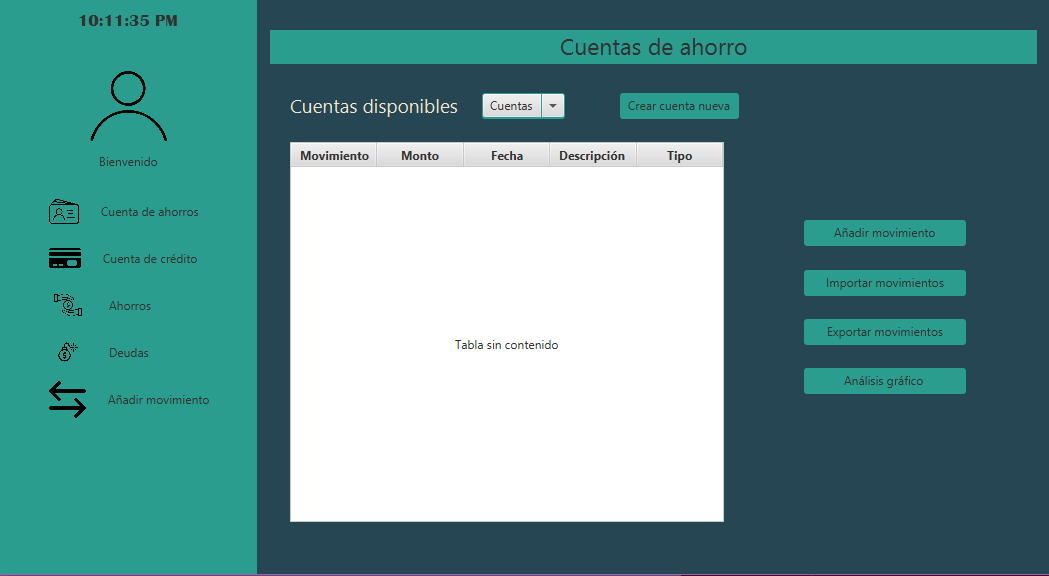 10:11:35 PM
Bienvenido
Cuenta de ahorros
Cuenta de crédito
Ahorros
Deudas
Añadir movimiento
Cuentas de ahorro
Cuentas disponibles Cuentas Crear cuenta nueva
Movimiento Monto Fecha Descripción Tipo
Tabla sin contenido
Añadir movimiento
Importar movimientos
Exportar movimientos
Análisis gráfico